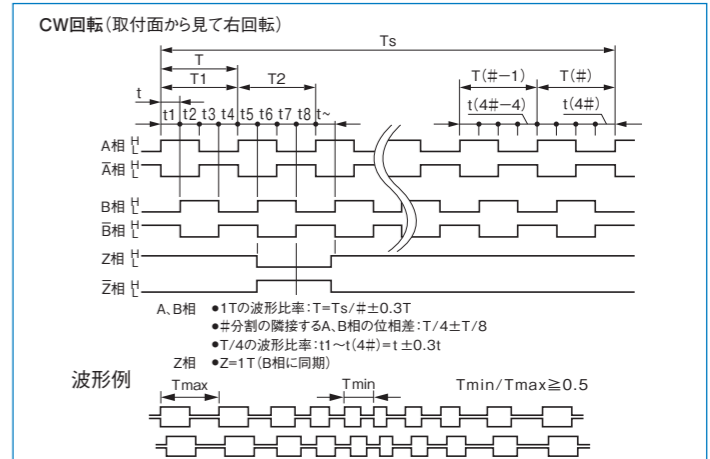 CW回転(取付面から見て右回転)
Ts
T
T1 T2 T(#−1) T(#)
t
t1 t2 t3 t4 t5 t6 t7 t8 t~ t(4#−4) t(4#)
A相 H L
A̅相 H L
B相 H L
B̅相 H L
Z相 H L
Z̅相 H L
A、B相 ●1Tの波形比率:T=Ts/#±0.3T
●#分割の隣接するA、B相の位相差:T/4±T/8
●T/4の波形比率:t1~t(4#)=t±0.3t
Z相 ●Z=1T(B相に同期)
波形例 Tmax Tmin Tmin/Tmax≧0.5